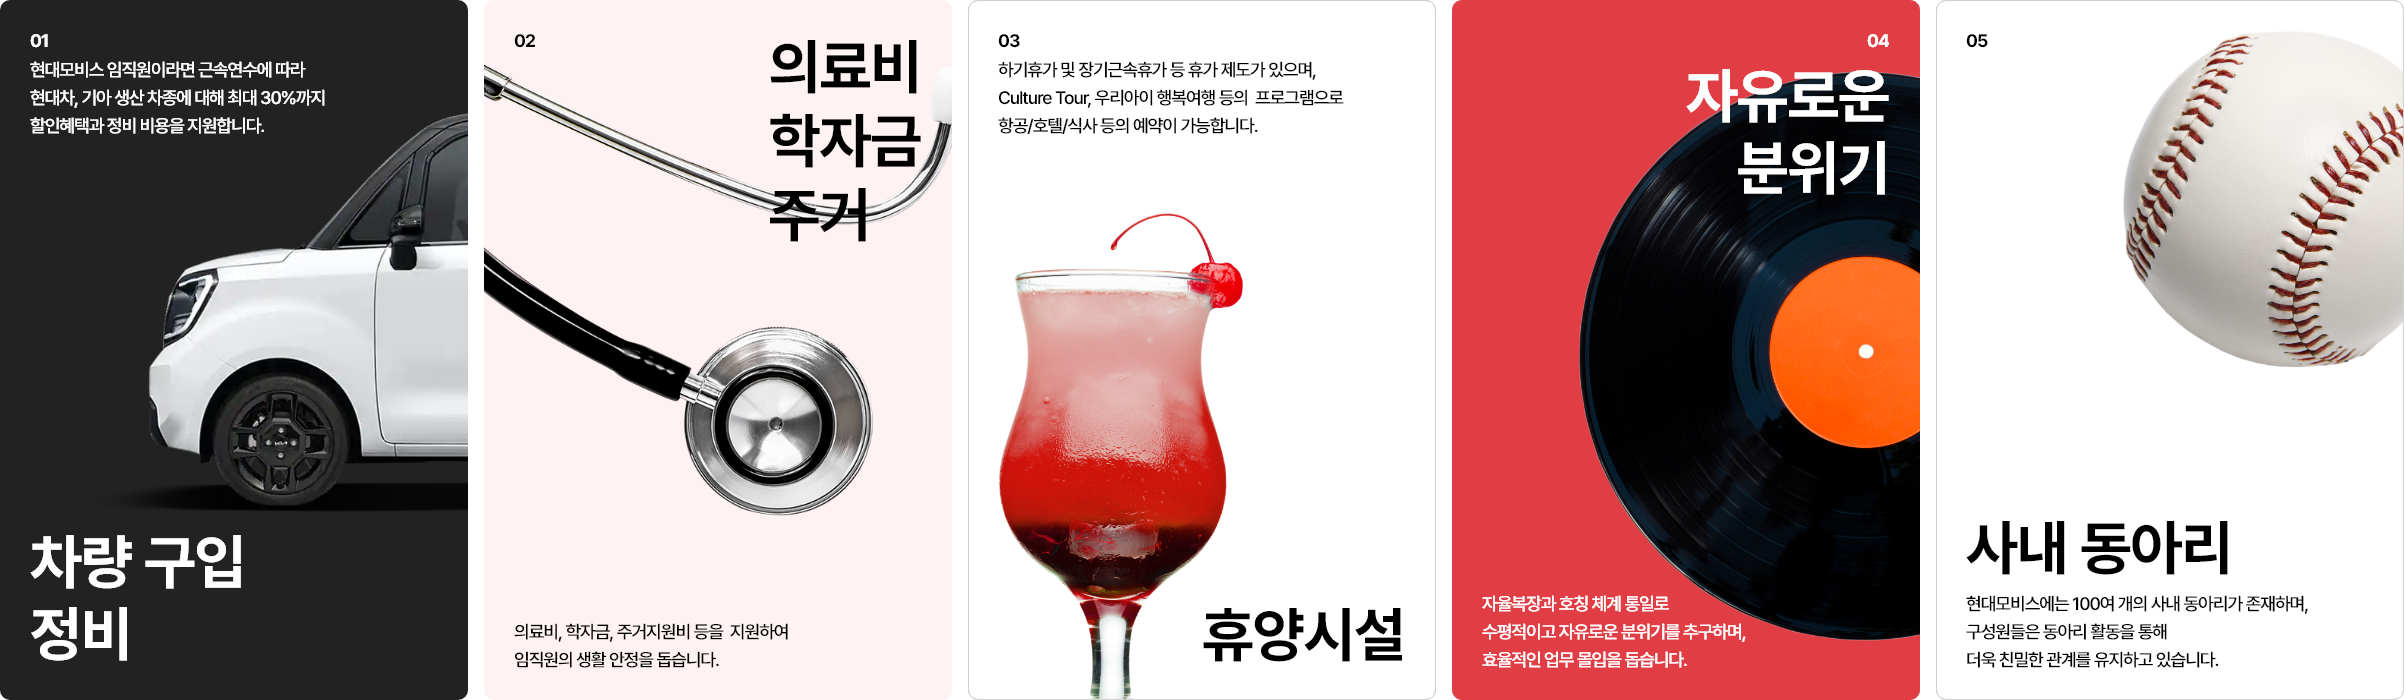 01
현대모비스 임직원이라면 근속연수에 따라
현대차, 기아 생산 차종에 대해 최대 30%까지
할인혜택과 정비 비용을 지원합니다.
차량 구입
정비
02
의료비
학자금
주거
의료비, 학자금, 주거지원비 등을 지원하여
임직원의 생활 안정을 돕습니다.
03
하기휴가 및 장기근속휴가 등 휴가 제도가 있으며,
Culture Tour, 우리아이 행복여행 등의 프로그램으로
항공/호텔/식사 등의 예약이 가능합니다.
휴양시설
04
자유로운
분위기
자율복장과 호칭 체계 통일로
수평적이고 자유로운 분위기를 추구하며,
효율적인 업무 몰입을 돕습니다.
05
사내 동아리
현대모비스에는 100여 개의 사내 동아리가 존재하며,
구성원들은 동아리 활동을 통해
더욱 친밀한 관계를 유지하고 있습니다.